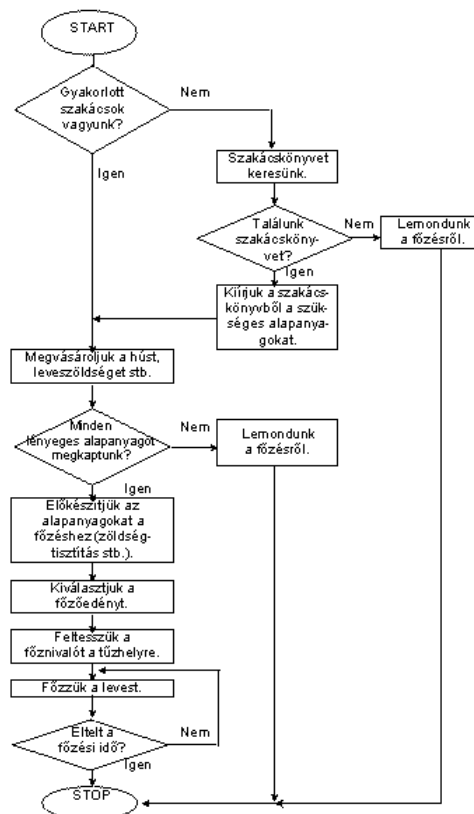 START
Gyakorlott
szakácsok
vagyunk?
Nem
Igen
Szakácskönyvet
keresünk.
Találunk
szakácsköny-
vet?
Nem
Lemondunk
a főzésről.
Igen
Kiírjuk a szakács-
könyvből a szük-
séges alapanya-
gokat.
Megvásároljuk a húst,
leveszöldséget stb.
Minden
lényeges alapanyagot
megkaptunk?
Nem
Lemondunk
a főzésről.
Igen
Előkészítjük az
alapanyagokat a
főzéshez (zöldség-
tisztítás stb.).
Kiválasztjuk a
főzőedényt.
Feltesszük a
főznivalót a tűzhelyre.
Főzzük a levest.
Eltelt a
főzési idő?
Nem
Igen
STOP